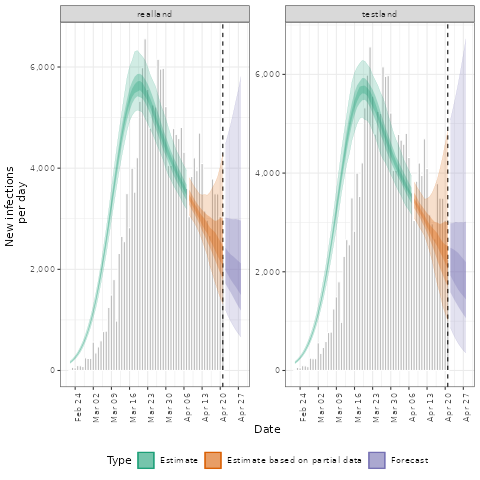 realland
testland
New infections
per day
6,000
4,000
2,000
0
6,000
4,000
2,000
0
Feb 24
Mar 02
Mar 09
Mar 16
Mar 23
Mar 30
Apr 06
Apr 13
Apr 20
Apr 27
Feb 24
Mar 02
Mar 09
Mar 16
Mar 23
Mar 30
Apr 06
Apr 13
Apr 20
Apr 27
Date
Type
Estimate
Estimate based on partial data
Forecast